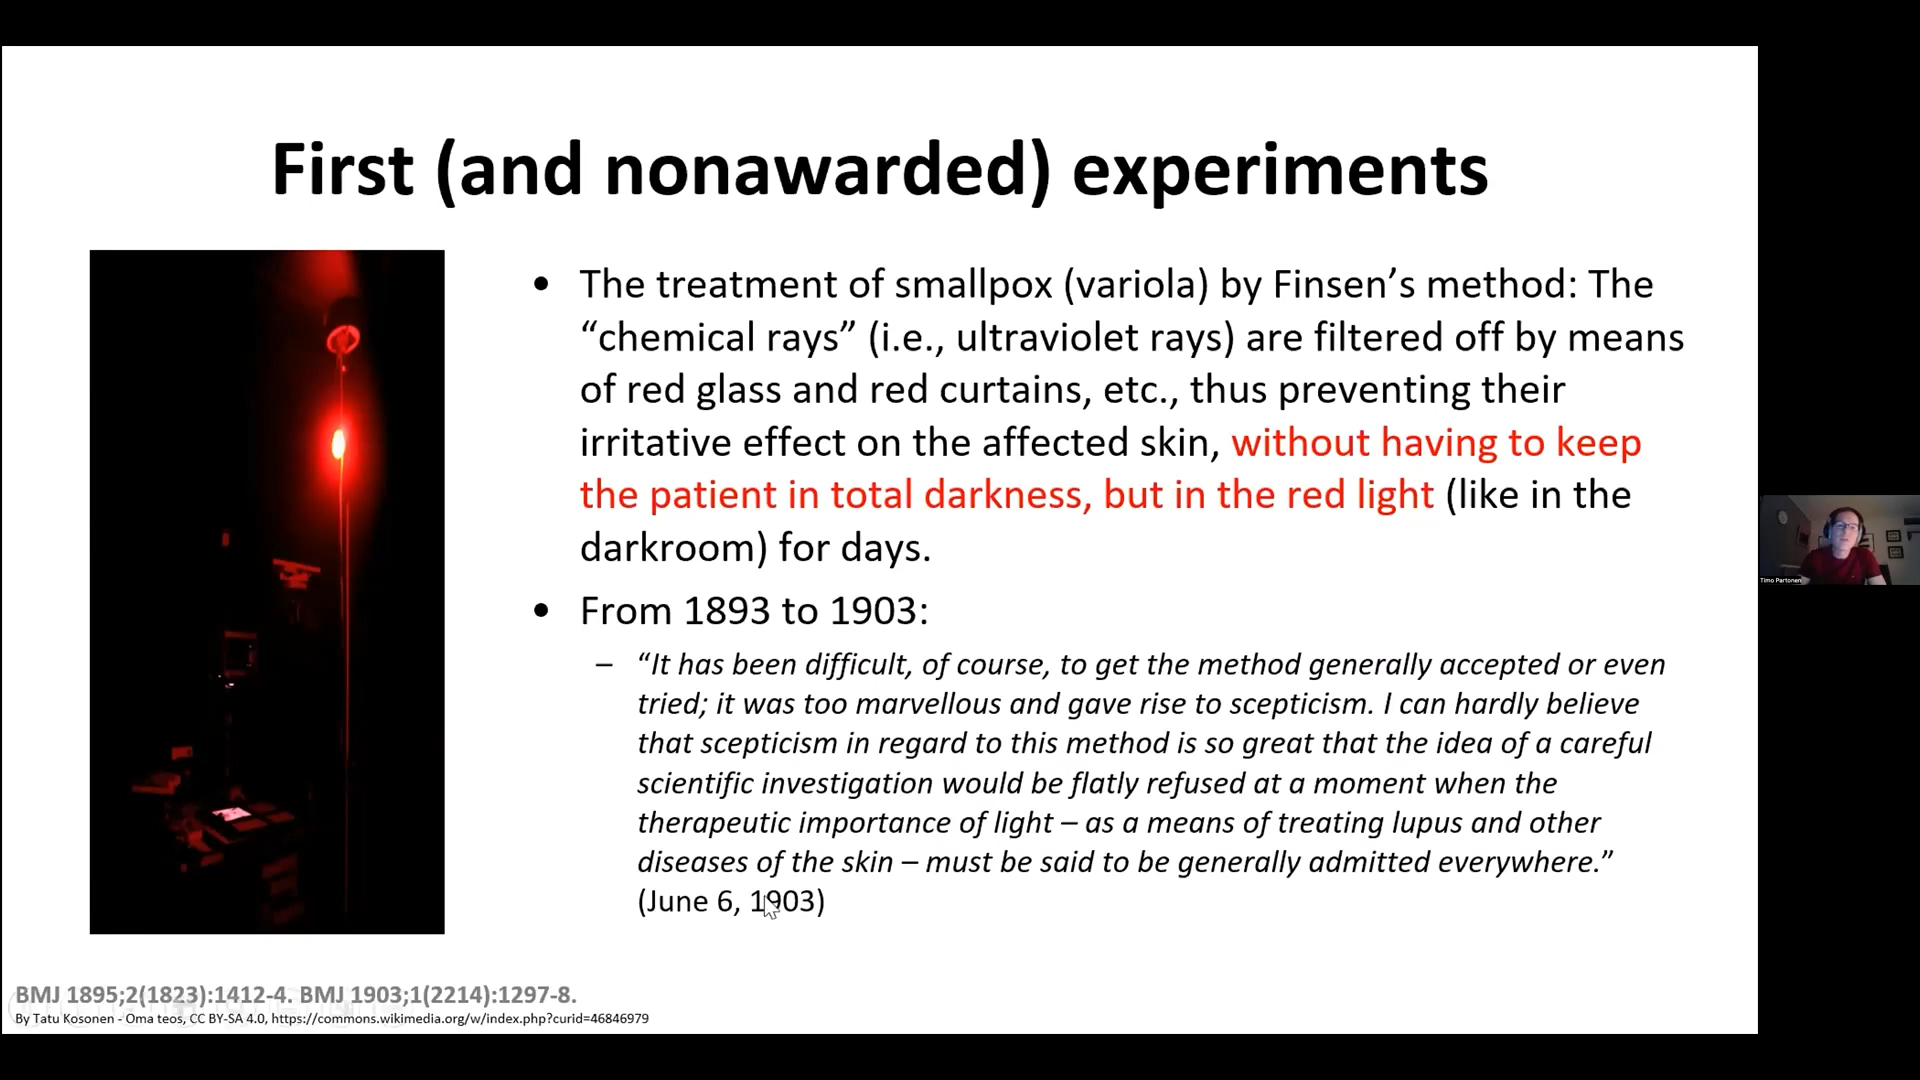 First (and nonawarded) experiments
• The treatment of smallpox (variola) by Finsen’s method: The
“chemical rays” (i.e., ultraviolet rays) are filtered off by means
of red glass and red curtains, etc., thus preventing their
irritative effect on the affected skin, without having to keep
the patient in total darkness, but in the red light (like in the
darkroom) for days.
• From 1893 to 1903:
– “It has been difficult, of course, to get the method generally accepted or even
tried; it was too marvellous and gave rise to scepticism. I can hardly believe
that scepticism in regard to this method is so great that the idea of a careful
scientific investigation would be flatly refused at a moment when the
therapeutic importance of light – as a means of treating lupus and other
diseases of the skin – must be said to be generally admitted everywhere.”
(June 6, 1903)
Timo Partonen
BMJ 1895;2(1823):1412-4. BMJ 1903;1(2214):1297-8.
By Tatu Kosonen - Oma teos, CC BY-SA 4.0, https://commons.wikimedia.org/w/index.php?curid=46846979